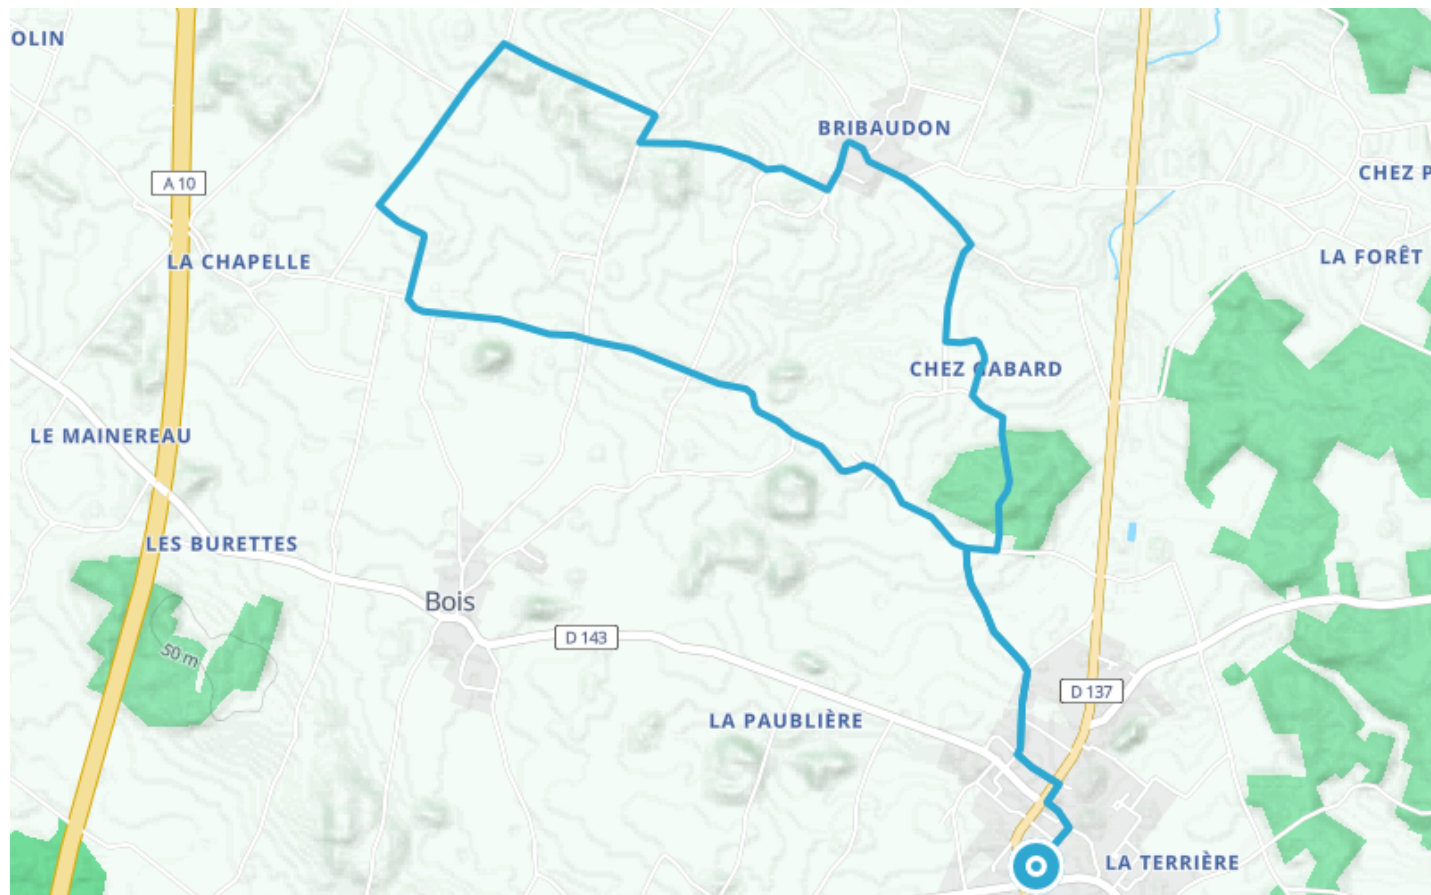 OLIN
BRIBAUDON
CHEZ P
A 10
LA FORÊT
LA CHAPELLE
CHEZ GABARD
LE MAINEREAU
LES BURETTES
Bois
D 143
50 m
D 137
LA PAUBLIÈRE
LA TERRIÈRE